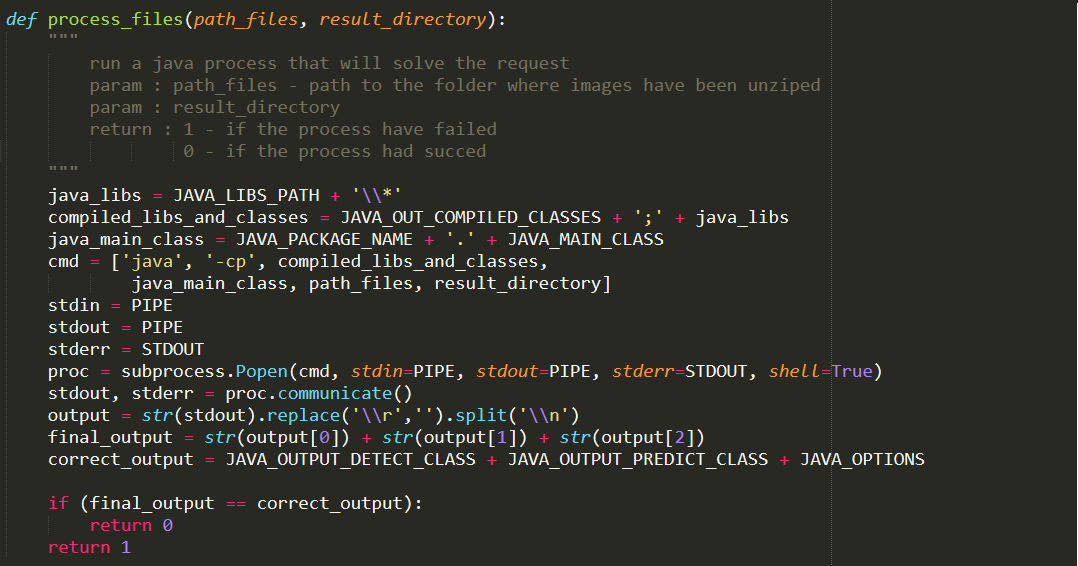 def process_files(path_files, result_directory):
    """
        run a java process that will solve the request
        param : path_files - path to the folder where images have been unziped
        param : result_directory
        return : 1 - if the process have failed
                 0 - if the process had succed
    """
    java_libs = JAVA_LIBS_PATH + '\\*'
    compiled_libs_and_classes = JAVA_OUT_COMPILED_CLASSES + ';' + java_libs
    java_main_class = JAVA_PACKAGE_NAME + '.' + JAVA_MAIN_CLASS
    cmd = ['java', '-cp', compiled_libs_and_classes,
            java_main_class, path_files, result_directory]
    stdin = PIPE
    stdout = PIPE
    stderr = STDOUT
    proc = subprocess.Popen(cmd, stdin=PIPE, stdout=PIPE, stderr=STDOUT, shell=True)
    stdout, stderr = proc.communicate()
    output = str(stdout).replace('\\r','').split('\\n')
    final_output = str(output[0]) + str(output[1]) + str(output[2])
    correct_output = JAVA_OUTPUT_DETECT_CLASS + JAVA_OUTPUT_PREDICT_CLASS + JAVA_OPTIONS

    if (final_output == correct_output):
        return 0
    return 1